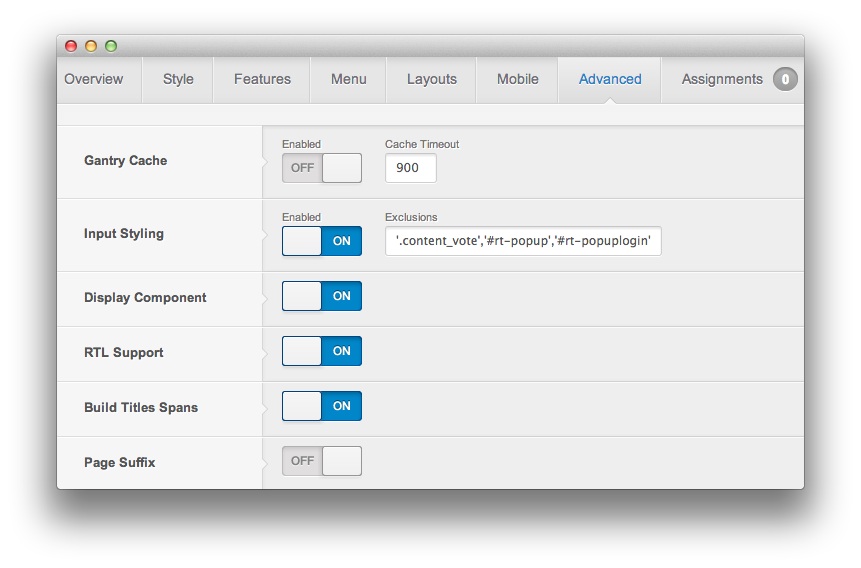 Overview Style Features Menu Layouts Mobile Advanced Assignments 0
Enabled Cache Timeout
Gantry Cache OFF 900
Enabled Exclusions
Input Styling ON '.content_vote','#rt-popup','#rt-popuplogin'
Display Component ON
RTL Support ON
Build Titles Spans ON
Page Suffix OFF